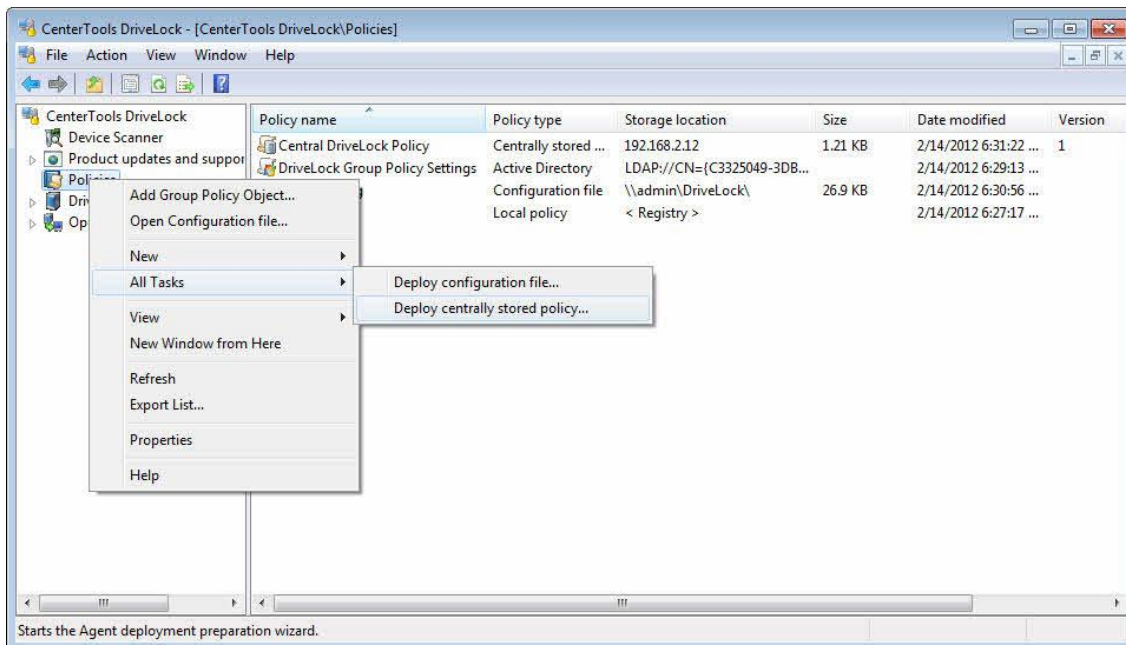 CenterTools DriveLock - [CenterTools DriveLock\Policies]
File Action View Window Help
CenterTools DriveLock
Device Scanner
Product updates and suppor
Policies
Dri
Op
Policy name Policy type Storage location Size Date modified Version
Central DriveLock Policy Centrally stored ... 192.168.2.12 1.21 KB 2/14/2012 6:31:22 ... 1
DriveLock Group Policy Settings Active Directory LDAP://CN={C3325049-3DB... 2/14/2012 6:29:13 ...
Configuration file \\admin\DriveLock\ 26.9 KB 2/14/2012 6:30:56 ...
Local policy < Registry > 2/14/2012 6:27:17 ...
Add Group Policy Object...
Open Configuration file...
New
All Tasks
View
New Window from Here
Refresh
Export List...
Properties
Help
Deploy configuration file...
Deploy centrally stored policy...
Starts the Agent deployment preparation wizard.